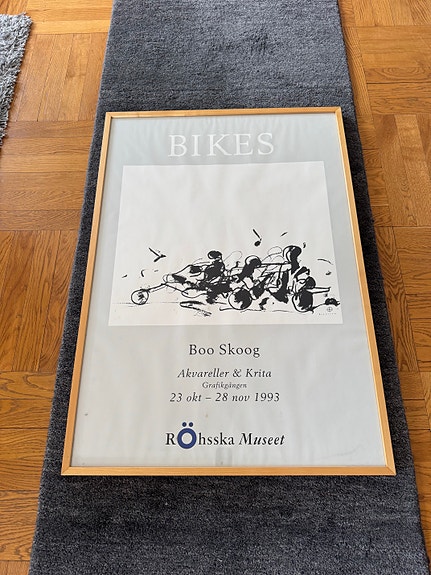 BIKES
Boo Skoog
Akvareller & Krita
Grafikgången
23 okt – 28 nov 1993
RÖhsska Museet